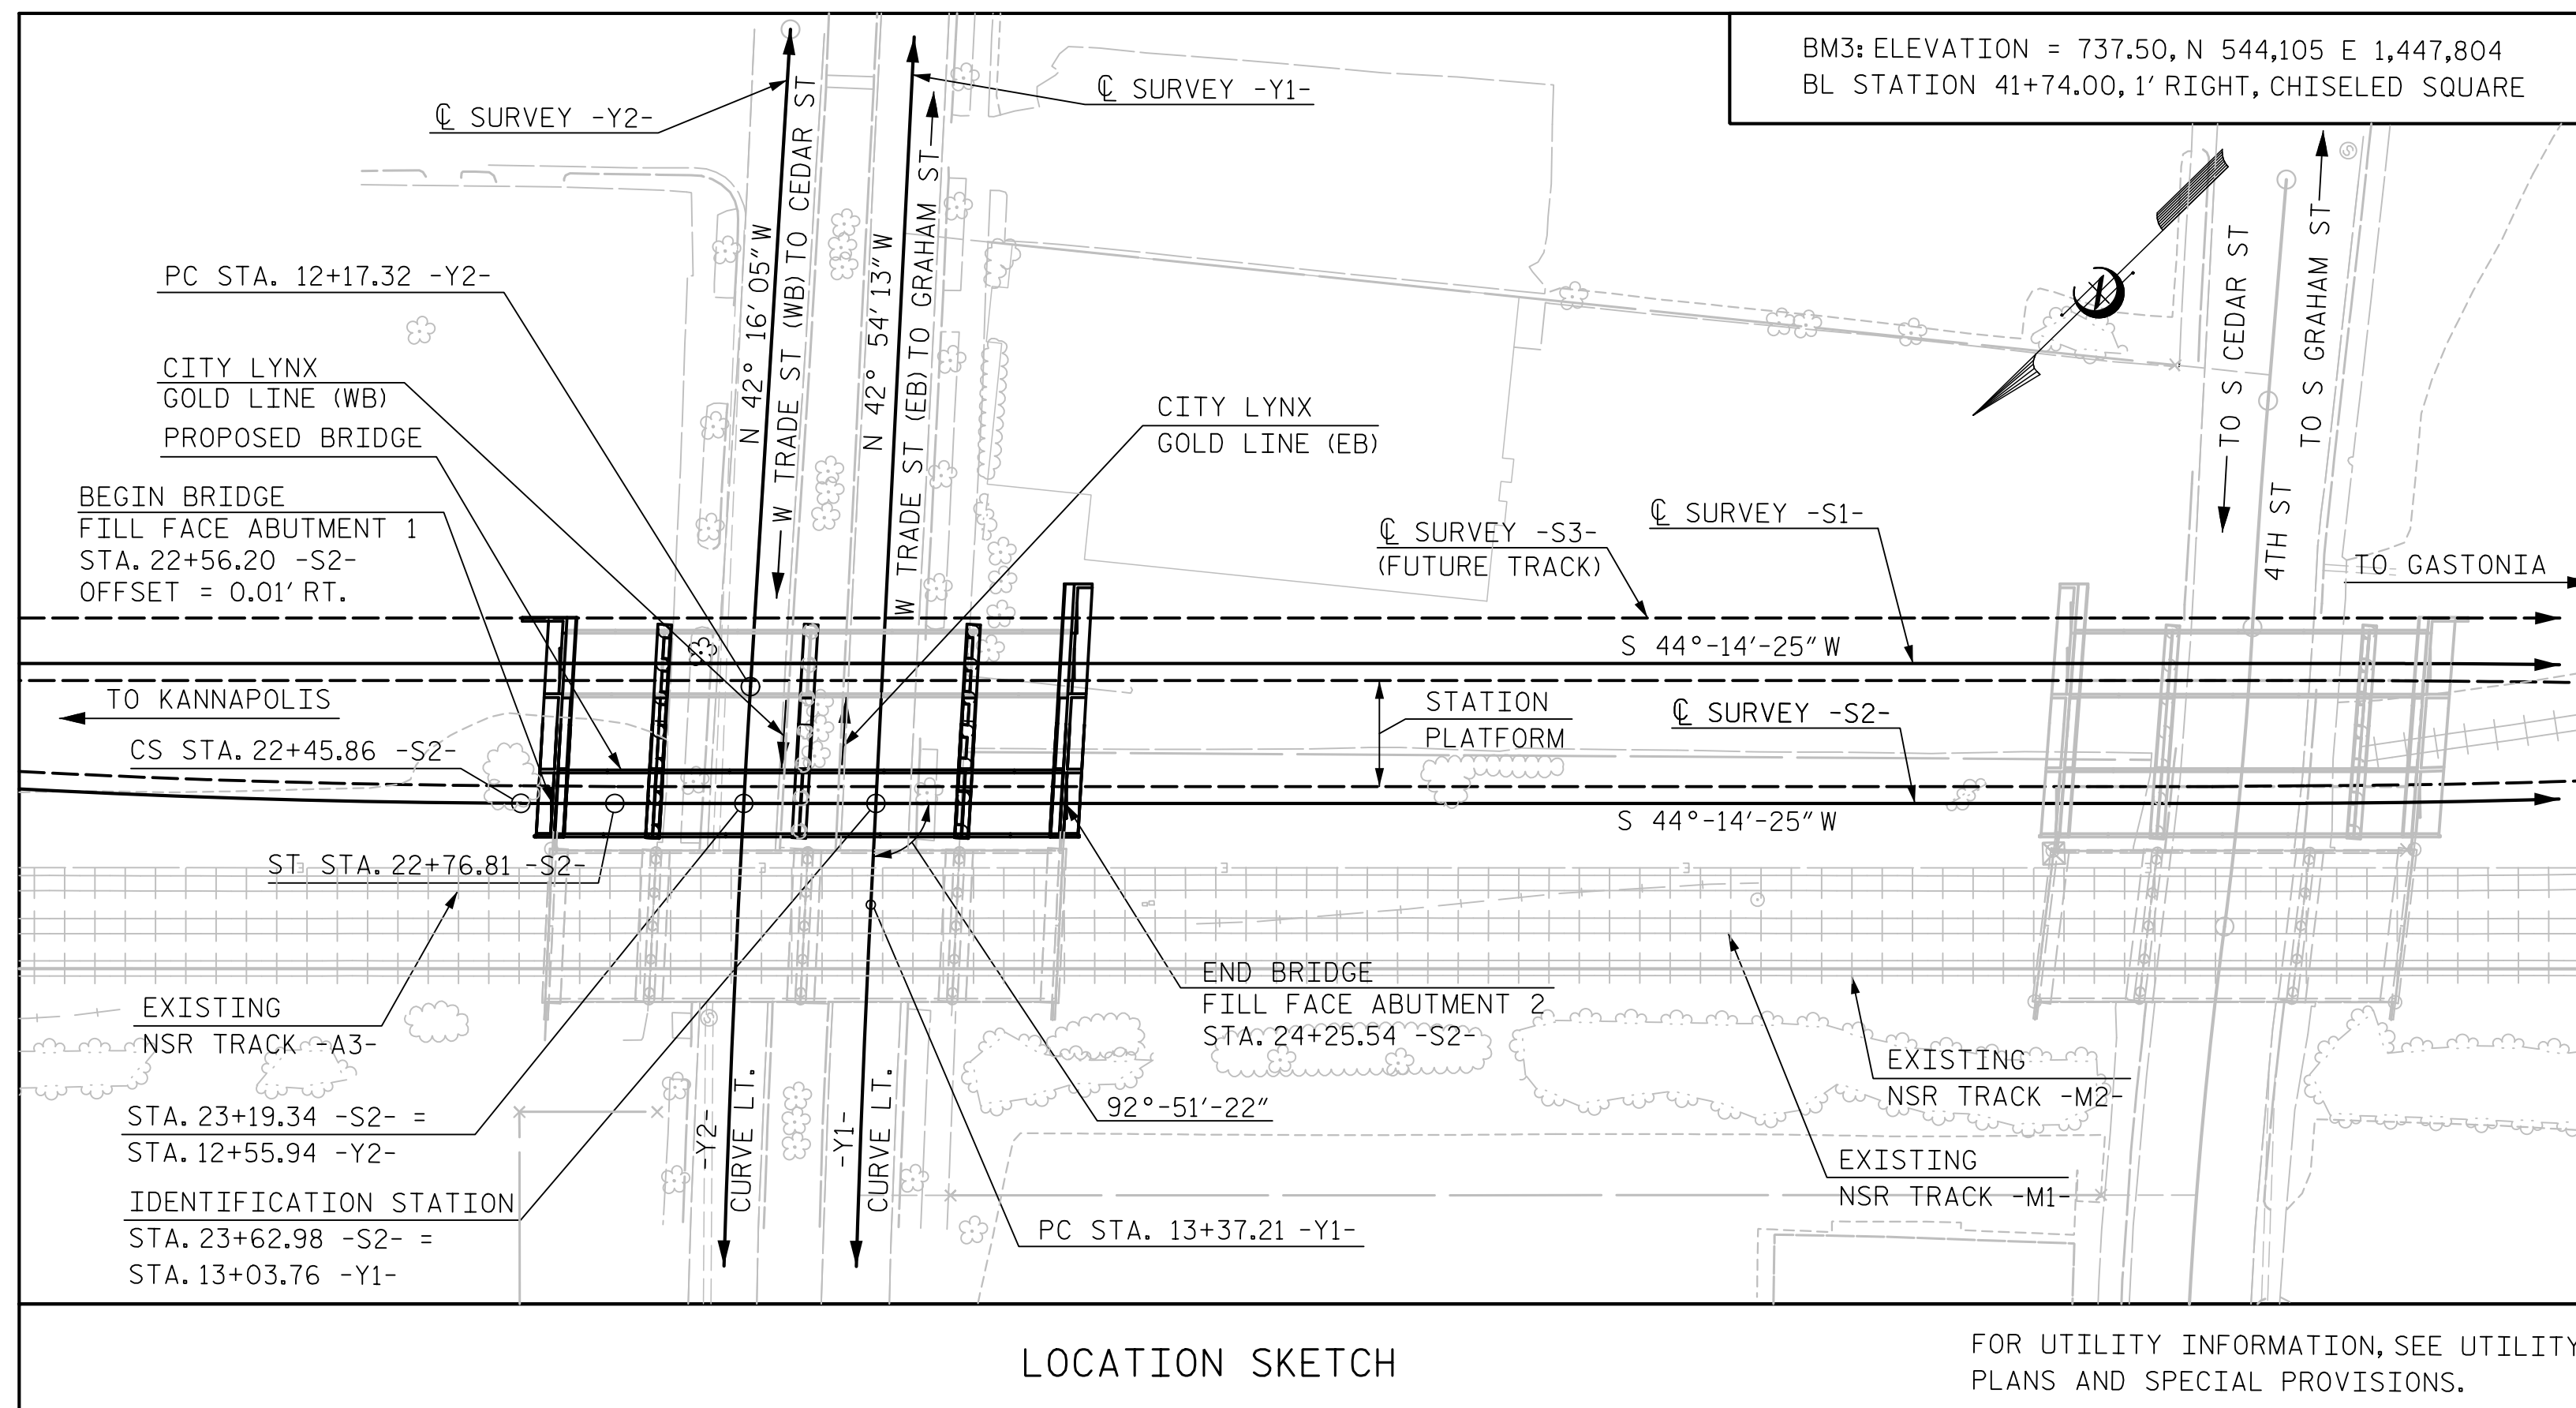 BM3: ELEVATION = 737.50, N 544,105 E 1,447,804
BL STATION 41+74.00, 1' RIGHT, CHISELED SQUARE
℄ SURVEY -Y2-
℄ SURVEY -Y1-
PC STA. 12+17.32 -Y2-
CITY LYNX
GOLD LINE (WB)
PROPOSED BRIDGE
BEGIN BRIDGE
FILL FACE ABUTMENT 1
STA. 22+56.20 -S2-
OFFSET = 0.01' RT.
N 42° 16' 05" W
W TRADE ST (WB) TO CEDAR ST
N 42° 54' 13" W
W TRADE ST (EB) TO GRAHAM ST
CITY LYNX
GOLD LINE (EB)
℄ SURVEY -S3-
(FUTURE TRACK)
℄ SURVEY -S1-
N
TO S CEDAR ST
TO S GRAHAM ST
4TH ST
TO GASTONIA
S 44°-14'-25" W
TO KANNAPOLIS
STATION
PLATFORM
℄ SURVEY -S2-
CS STA. 22+45.86 -S2-
S 44°-14'-25" W
ST STA. 22+76.81 -S2-
EXISTING
NSR TRACK -A3-
END BRIDGE
FILL FACE ABUTMENT 2
STA. 24+25.54 -S2-
EXISTING
NSR TRACK -M2-
92°-51'-22"
STA. 23+19.34 -S2- =
STA. 12+55.94 -Y2-
-Y2-
CURVE LT.
-Y1-
CURVE LT.
EXISTING
NSR TRACK -M1-
IDENTIFICATION STATION
STA. 23+62.98 -S2- =
STA. 13+03.76 -Y1-
PC STA. 13+37.21 -Y1-
LOCATION SKETCH
FOR UTILITY INFORMATION, SEE UTILITY
PLANS AND SPECIAL PROVISIONS.